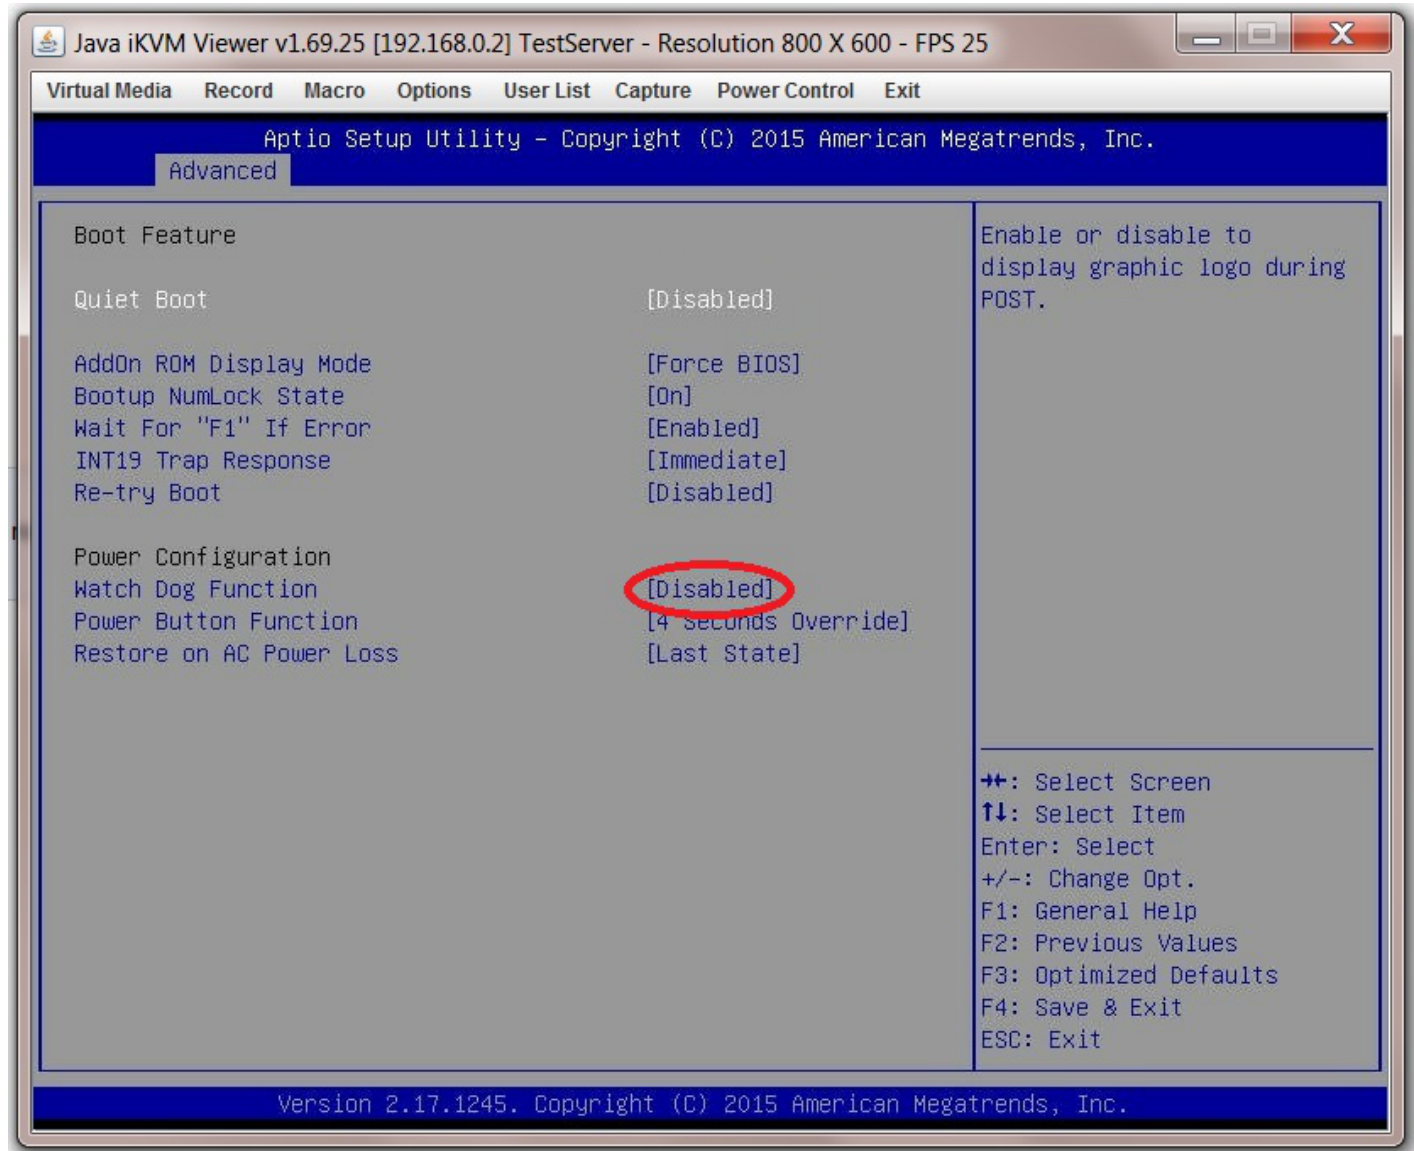 Java iKVM Viewer v1.69.25 [192.168.0.2] TestServer - Resolution 800 X 600 - FPS 25
Virtual Media Record Macro Options User List Capture Power Control Exit
Aptio Setup Utility - Copyright (C) 2015 American Megatrends, Inc.
Advanced
Boot Feature
Quiet Boot [Disabled]
AddOn ROM Display Mode [Force BIOS]
Bootup NumLock State [On]
Wait For "F1" If Error [Enabled]
INT19 Trap Response [Immediate]
Re-try Boot [Disabled]
Power Configuration
Watch Dog Function [Disabled]
Power Button Function [4 Seconds Override]
Restore on AC Power Loss [Last State]
Enable or disable to
display graphic logo during
POST.
→←: Select Screen
↑↓: Select Item
Enter: Select
+/-: Change Opt.
F1: General Help
F2: Previous Values
F3: Optimized Defaults
F4: Save & Exit
ESC: Exit
Version 2.17.1245. Copyright (C) 2015 American Megatrends, Inc.